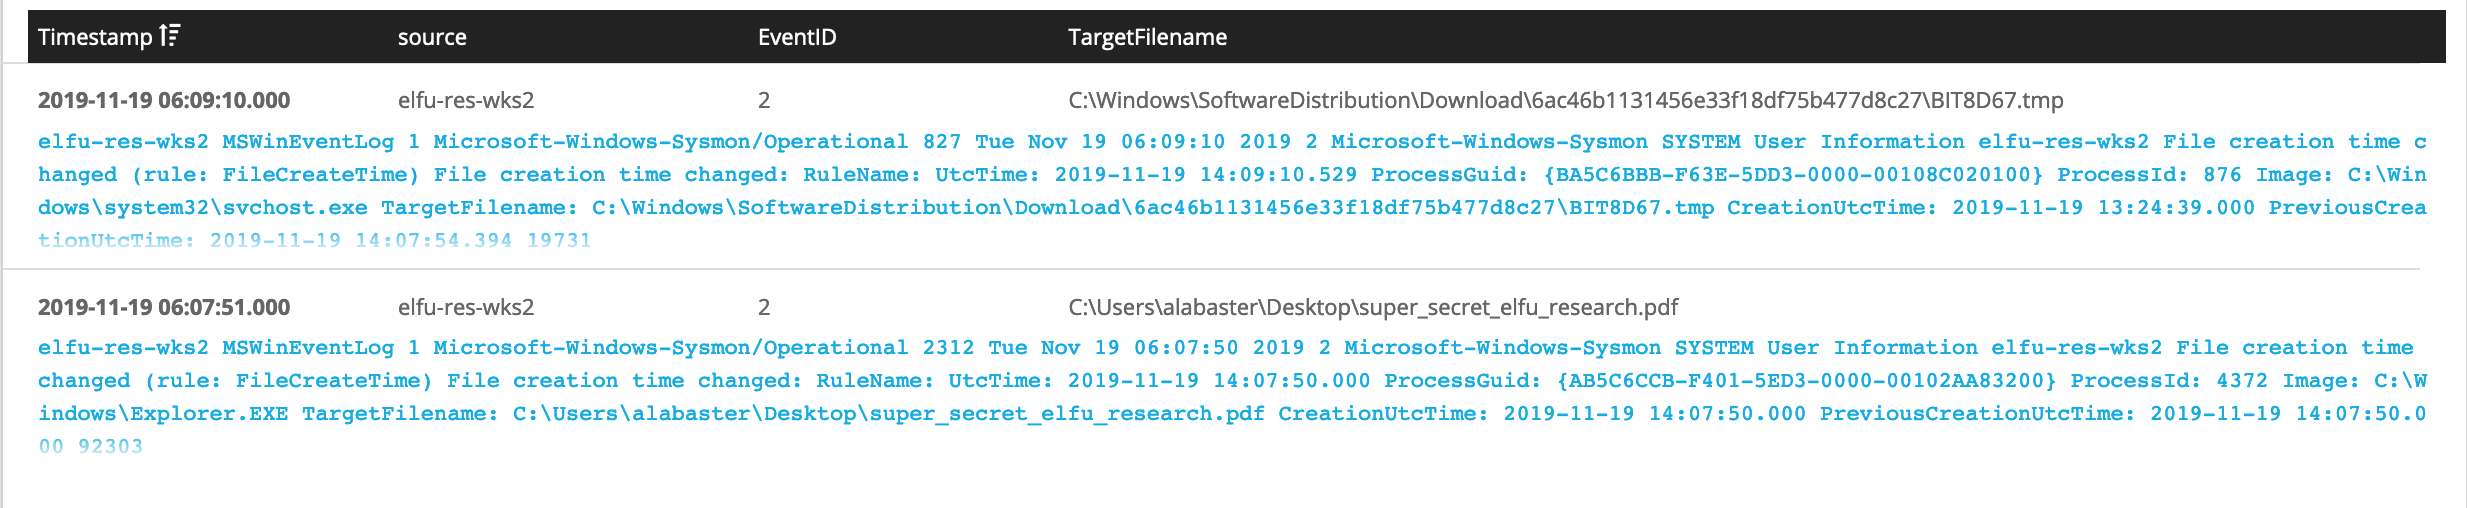 Timestamp source EventID TargetFilename
2019-11-19 06:09:10.000 elfu-res-wks2 2 C:\Windows\SoftwareDistribution\Download\6ac46b1131456e33f18df75b477d8c27\BIT8D67.tmp
elfu-res-wks2 MSWinEventLog 1 Microsoft-Windows-Sysmon/Operational 827 Tue Nov 19 06:09:10 2019 2 Microsoft-Windows-Sysmon SYSTEM User Information elfu-res-wks2 File creation time c
hanged (rule: FileCreateTime) File creation time changed: RuleName: UtcTime: 2019-11-19 14:09:10.529 ProcessGuid: {BA5C6BBB-F63E-5DD3-0000-00108C020100} ProcessId: 876 Image: C:\Win
dows\system32\svchost.exe TargetFilename: C:\Windows\SoftwareDistribution\Download\6ac46b1131456e33f18df75b477d8c27\BIT8D67.tmp CreationUtcTime: 2019-11-19 13:24:39.000 PreviousCrea
tionUtcTime: 2019-11-19 14:07:54.394 19731
2019-11-19 06:07:51.000 elfu-res-wks2 2 C:\Users\alabaster\Desktop\super_secret_elfu_research.pdf
elfu-res-wks2 MSWinEventLog 1 Microsoft-Windows-Sysmon/Operational 2312 Tue Nov 19 06:07:50 2019 2 Microsoft-Windows-Sysmon SYSTEM User Information elfu-res-wks2 File creation time
changed (rule: FileCreateTime) File creation time changed: RuleName: UtcTime: 2019-11-19 14:07:50.000 ProcessGuid: {AB5C6CCB-F401-5ED3-0000-00102AA83200} ProcessId: 4372 Image: C:\W
indows\Explorer.EXE TargetFilename: C:\Users\alabaster\Desktop\super_secret_elfu_research.pdf CreationUtcTime: 2019-11-19 14:07:50.000 PreviousCreationUtcTime: 2019-11-19 14:07:50.0
00 92303